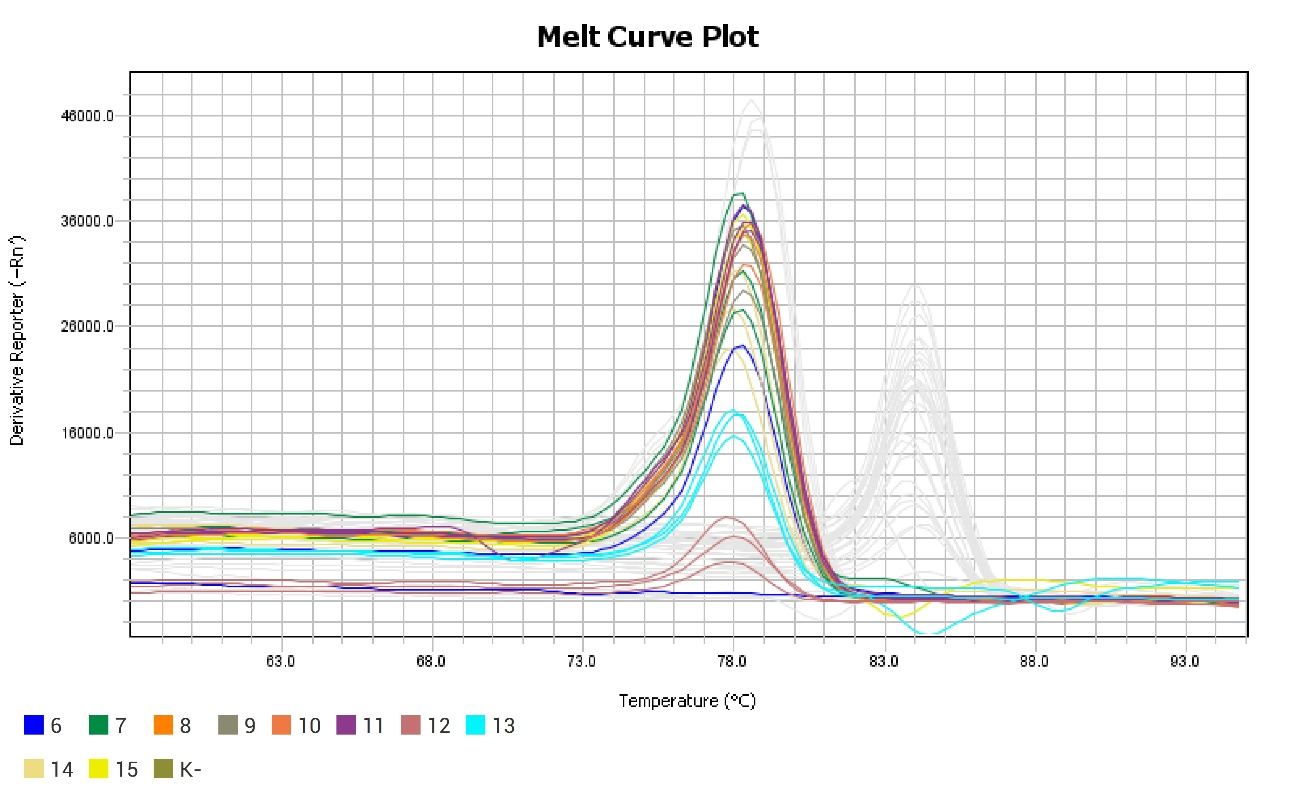 Melt Curve Plot
46000.0
36000.0
26000.0
16000.0
6000.0
Derivative Reporter (-Rn')
63.0 68.0 73.0 78.0 83.0 88.0 93.0
Temperature (°C)
6 7 8 9 10 11 12 13
14 15 K-